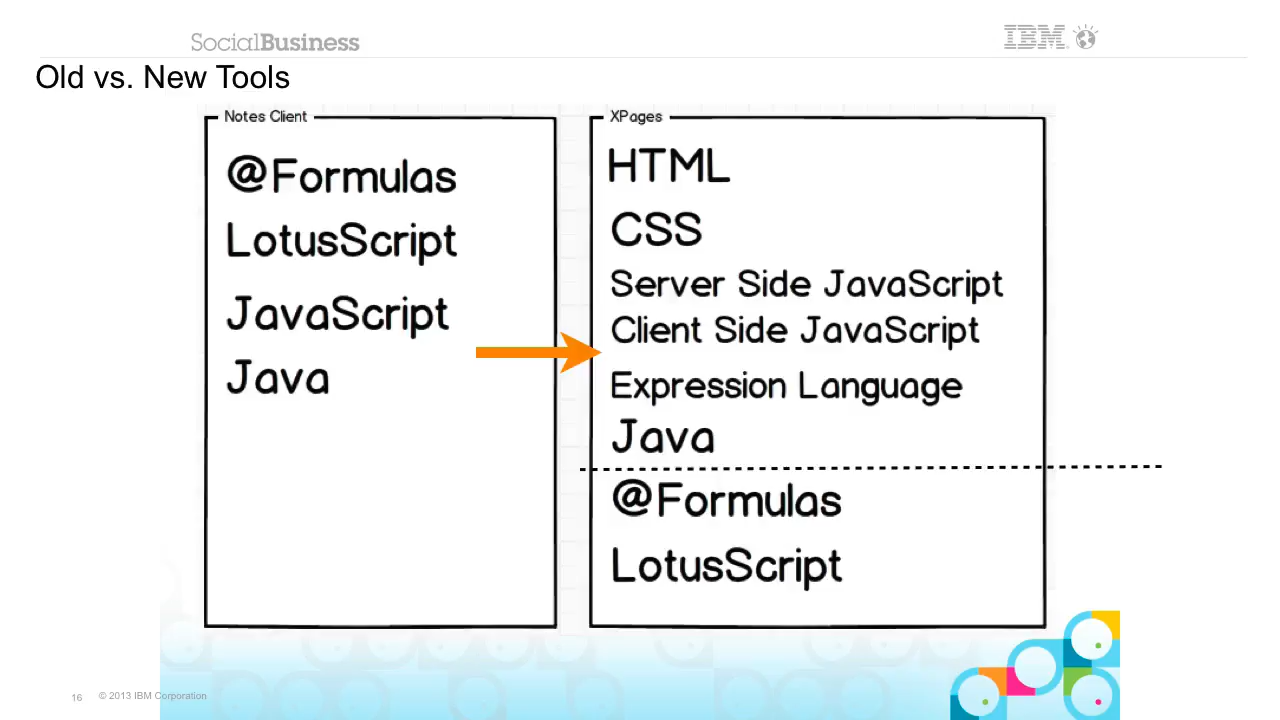 SocialBusiness
IBM
Old vs. New Tools
Notes Client
@Formulas
LotusScript
JavaScript
Java
XPages
HTML
CSS
Server Side JavaScript
Client Side JavaScript
Expression Language
Java
@Formulas
LotusScript
16
© 2013 IBM Corporation